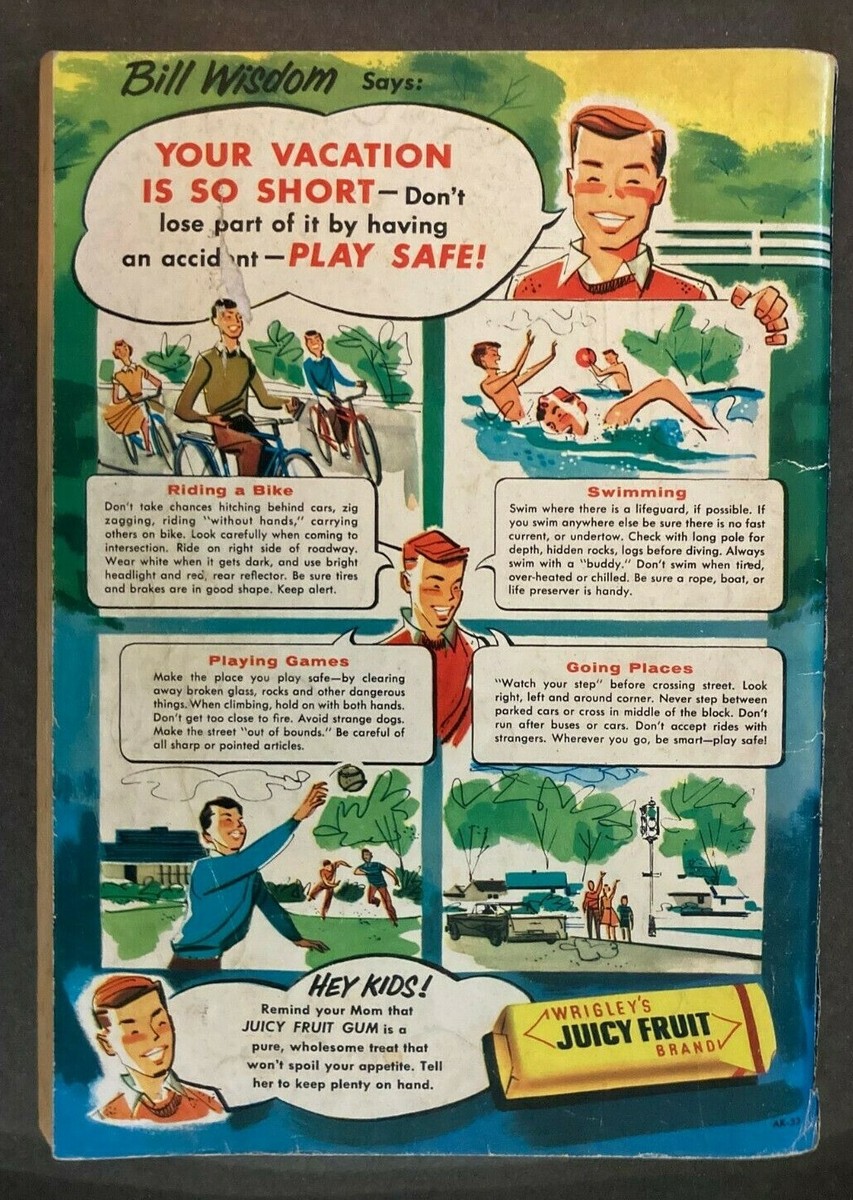 Bill Wisdom Says:
YOUR VACATION
IS SO SHORT—Don't
lose part of it by having
an accid nt—PLAY SAFE!
Riding a Bike
Don't take chances hitching behind cars, zig
zagging, riding "without hands," carrying
others on bike. Look carefully when coming to
intersection. Ride on right side of roadway.
Wear white when it gets dark, and use bright
headlight and red, rear reflector. Be sure tires
and brakes are in good shape. Keep alert.
Swimming
Swim where there is a lifeguard, if possible. If
you swim anywhere else be sure there is no fast
current, or undertow. Check with long pole for
depth, hidden rocks, logs before diving. Always
swim with a "buddy." Don't swim when tired,
over-heated or chilled. Be sure a rope, boat, or
life preserver is handy.
Playing Games
Make the place you play safe—by clearing
away broken glass, rocks and other dangerous
things. When climbing, hold on with both hands.
Don't get too close to fire. Avoid strange dogs.
Make the street "out of bounds." Be careful of
all sharp or pointed articles.
Going Places
"Watch your step" before crossing street. Look
right, left and around corner. Never step between
parked cars or cross in middle of the block. Don't
run after buses or cars. Don't accept rides with
strangers. Wherever you go, be smart—play safe!
HEY KIDS!
Remind your Mom that
JUICY FRUIT GUM is a
pure, wholesome treat that
won't spoil your appetite. Tell
her to keep plenty on hand.
WRIGLEY'S
JUICY FRUIT
BRAND